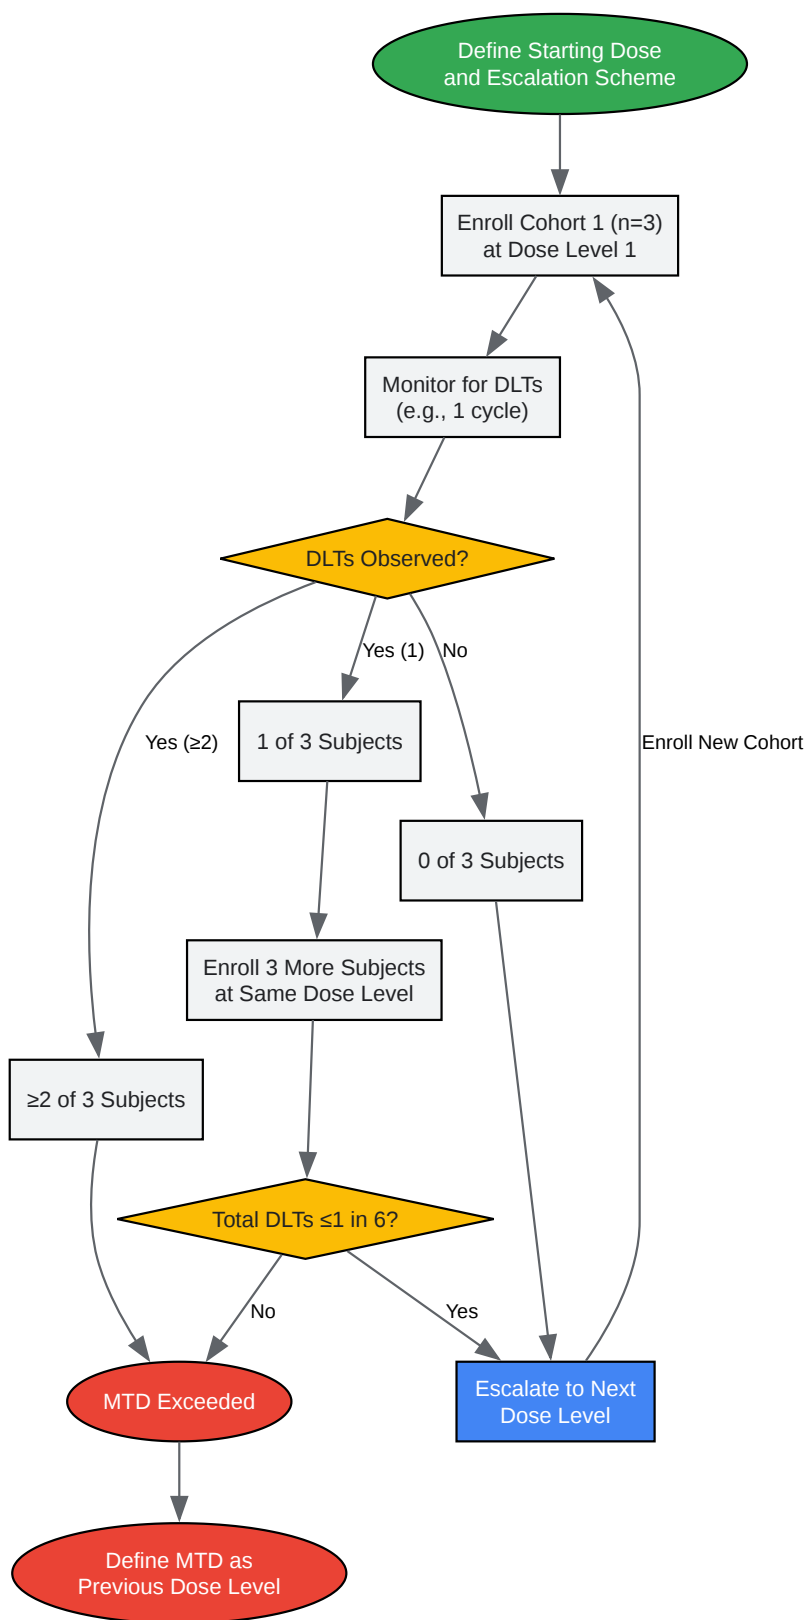 Define Starting Dose
and Escalation Scheme
Enroll Cohort 1 (n=3)
at Dose Level 1
Monitor for DLTs
(e.g., 1 cycle)
DLTs Observed?
Yes (1)
No
Yes (≥2)
1 of 3 Subjects
Enroll New Cohort
0 of 3 Subjects
Enroll 3 More Subjects
at Same Dose Level
≥2 of 3 Subjects
Total DLTs ≤1 in 6?
No
Yes
MTD Exceeded
Escalate to Next
Dose Level
Define MTD as
Previous Dose Level